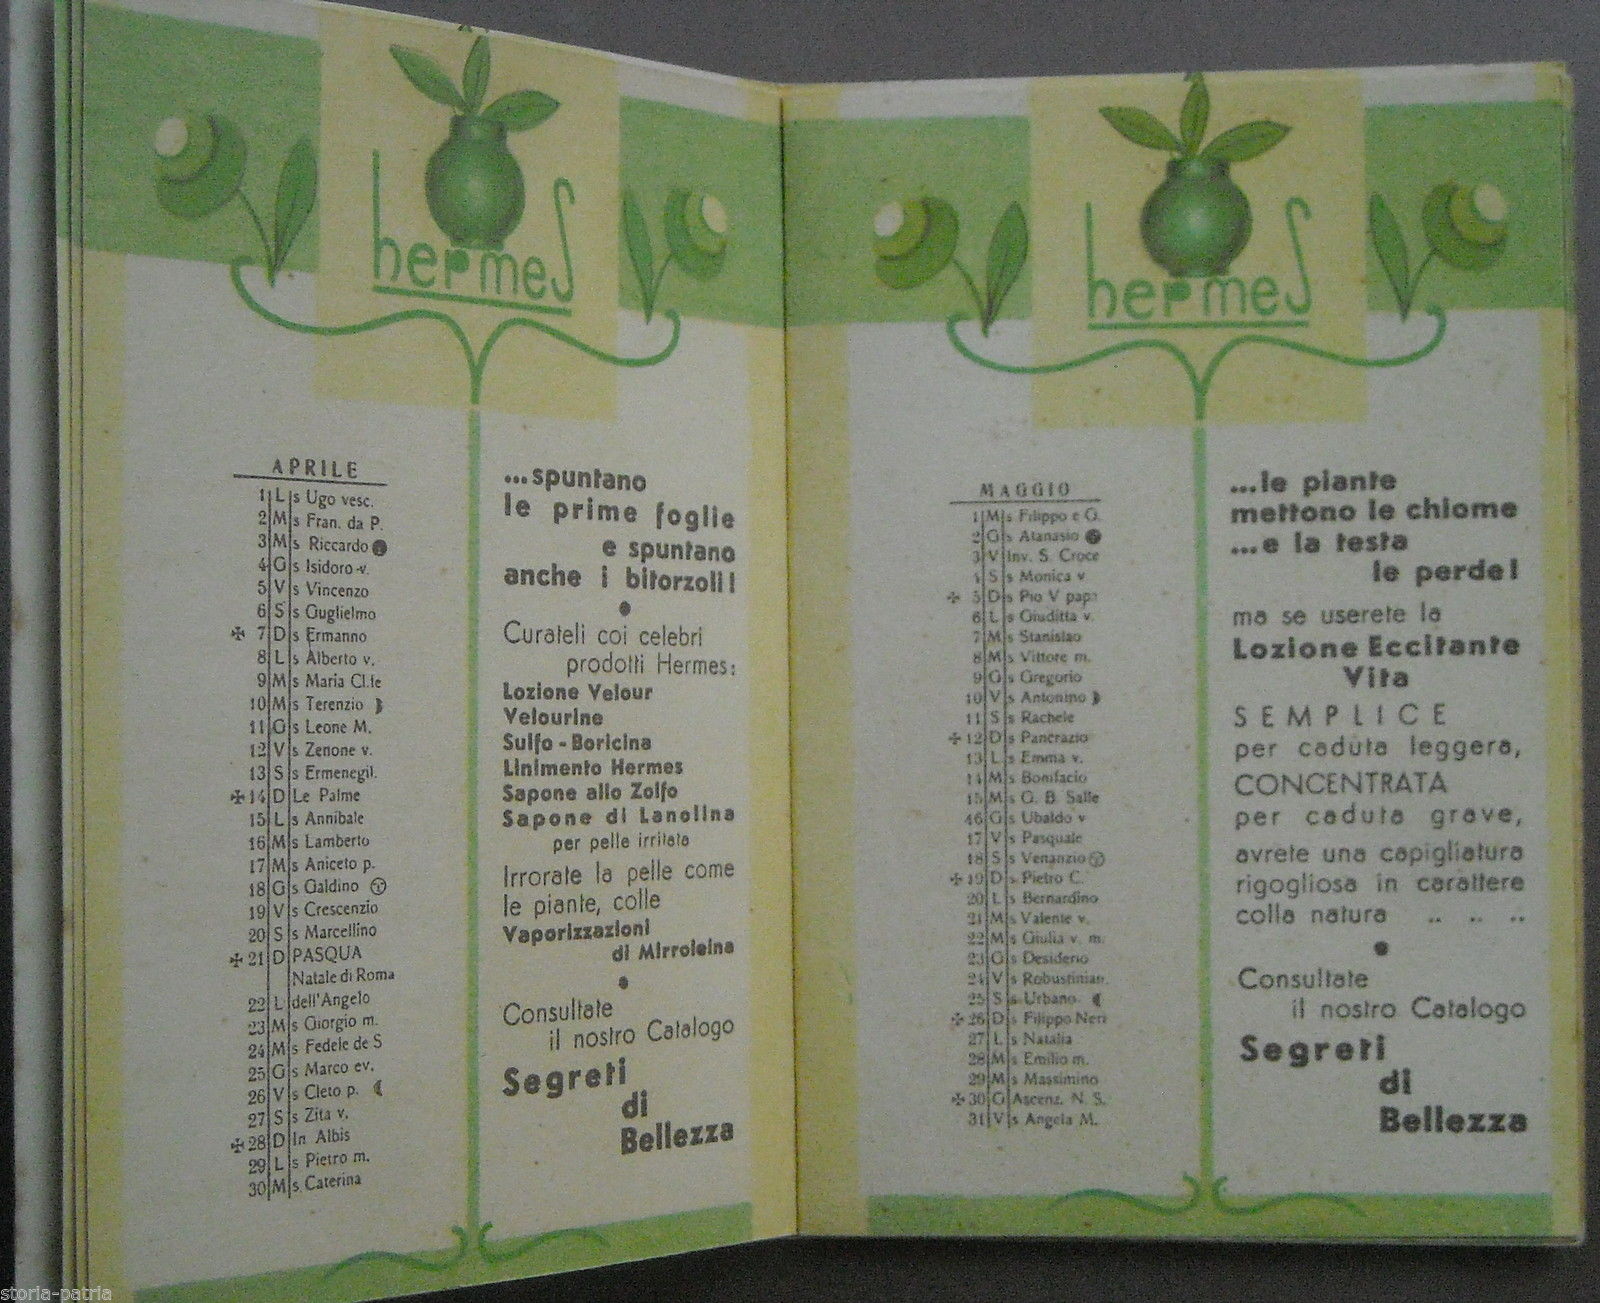 hermes
APRILE
1 L s Ugo vesc.
2 M s Fran. da P.
3 M s Riccardo
4 G s Isidoro v.
5 V s Vincenzo
6 S s Guglielmo
✠ 7 D s Ermanno
8 L s Alberto v.
9 M s Maria Cl.fe
10 M s Terenzio
11 G s Leone M.
12 V s Zenone v.
13 S s Ermenegil.
✠ 14 D Le Palme
15 L s Annibale
16 M s Lamberto
17 M s Aniceto p.
18 G s Galdino
19 V s Crescenzio
20 S s Marcellino
✠ 21 D PASQUA
Natale di Roma
22 L dell'Angelo
23 M s Giorgio m.
24 M s Fedele de S
25 G s Marco ev.
26 V s Cleto p.
27 S s Zita v.
✠ 28 D In Albis
29 L s Pietro m.
30 M s Caterina
...spuntano
le prime foglie
e spuntano
anche i bitorzoli!
Curateli coi celebri
prodotti Hermes:
Lozione Velour
Velourine
Sulfo - Boricina
Linimento Hermes
Sapone allo Zolfo
Sapone di Lanolina
per pelle irritata
Irrorate la pelle come
le piante, colle
Vaporizzazioni
di Mirroleina
Consultate
il nostro Catalogo
Segreti
di
Bellezza
hermes
MAGGIO
1 M s Filippo e G.
2 G s Atanasio
3 V Inv. S. Croce
4 S s Monica v
✠ 5 D s Pio V papa
6 L s Giuditta v.
7 M s Stanislao
8 M s Vittore m.
9 G s Gregorio
10 V s Antonino
11 S s Rachele
✠ 12 D s Pancrazio
13 L s Emma v.
14 M s Bonifacio
15 M s G. B. Salle
46 G s Ubaldo v
17 V s Pasquale
18 S s Venanzio
✠ 19 D s Pietro C.
20 L s Bernardino
21 M s Valente v.
22 M s Giulia v. m.
23 G s Desiderio
24 V s Robustinian.
25 S s Urbano
✠ 26 D s Filippo Neri
27 L s Natalia
28 M s Emilio m.
29 M s Massimino
✠ 30 G Ascenz. N. S.
31 V s Angela M.
...le piante
mettono le chiome
...e la testa
le perde!
ma se userete la
Lozione Eccitante
Vita
SEMPLICE
per caduta leggera,
CONCENTRATA
per caduta grave,
avrete una capigliatura
rigogliosa in carattere
colla natura .. .. ..
Consultate
il nostro Catalogo
Segreti
di
Bellezza
storia-patria